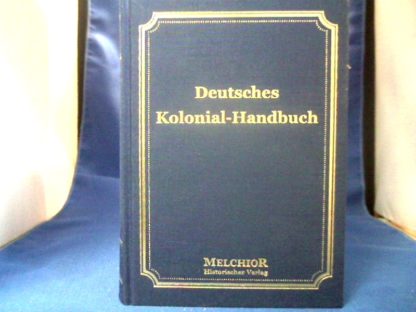 Deutsches
Kolonial-Handbuch
MELCHIOR
Historischer Verlag